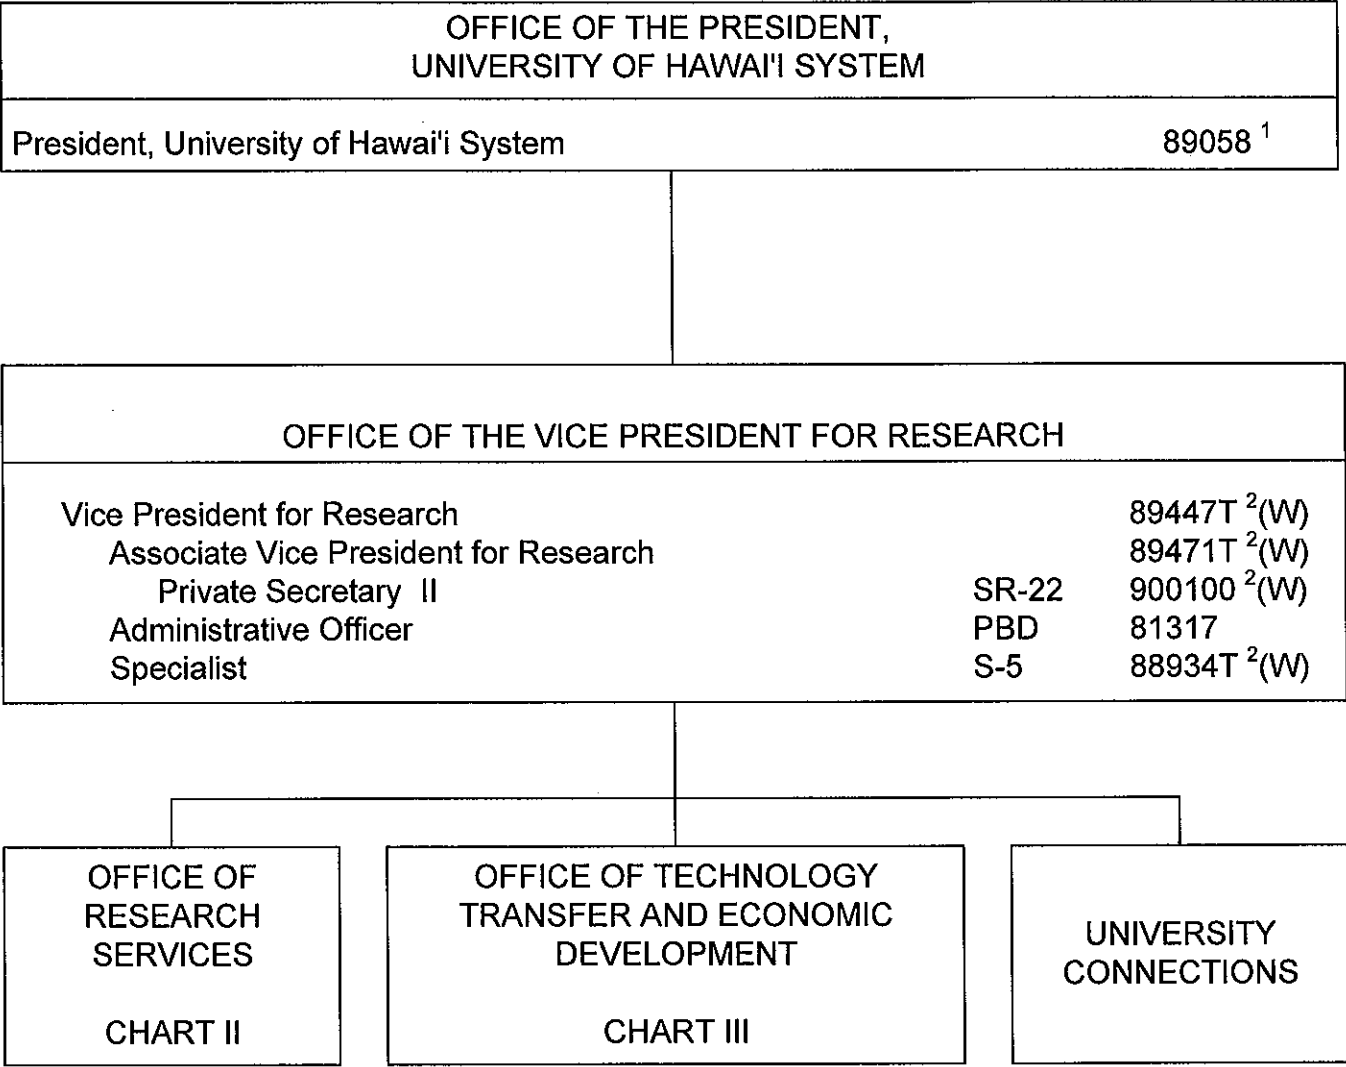 OFFICE OF THE PRESIDENT,
UNIVERSITY OF HAWAI'I SYSTEM
President, University of Hawai'i System 89058 ¹
OFFICE OF THE VICE PRESIDENT FOR RESEARCH
Vice President for Research 89447T ²(W)
Associate Vice President for Research 89471T ²(W)
Private Secretary II SR-22 900100 ²(W)
Administrative Officer PBD 81317
Specialist S-5 88934T ²(W)
OFFICE OF
RESEARCH
SERVICES
CHART II
OFFICE OF TECHNOLOGY
TRANSFER AND ECONOMIC
DEVELOPMENT
CHART III
UNIVERSITY
CONNECTIONS